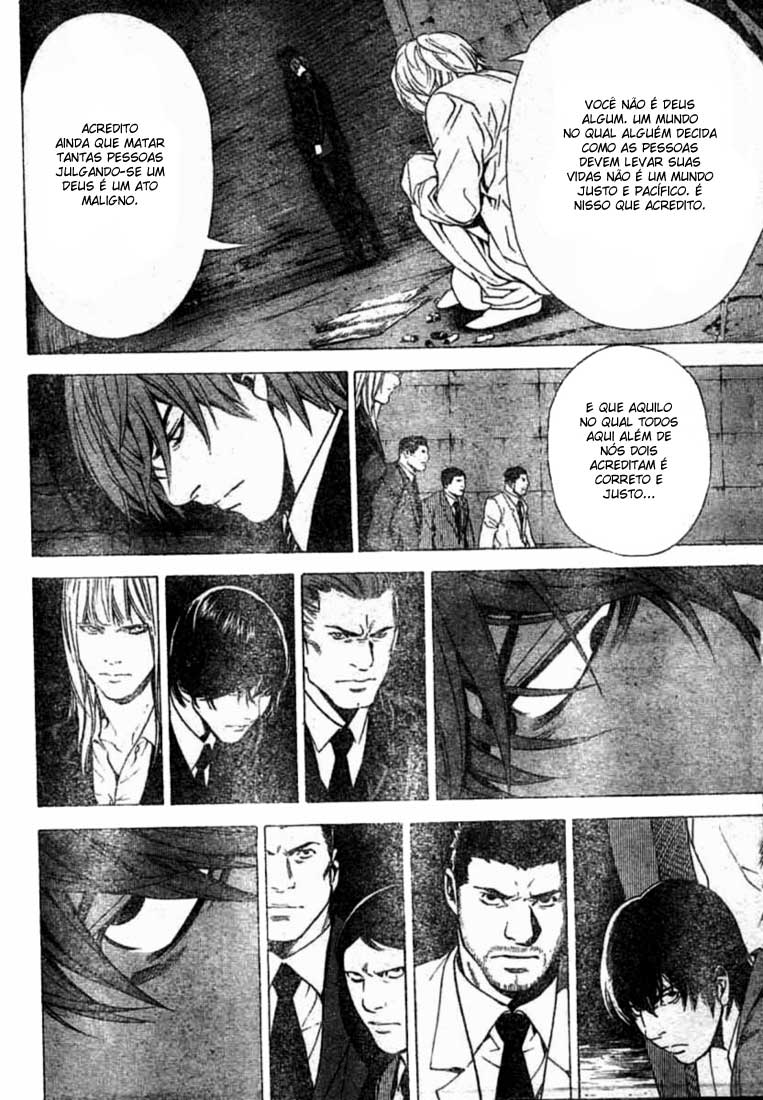 VOCÊ NÃO É DEUS
ALGUM. UM MUNDO
NO QUAL ALGUÉM DECIDA
COMO AS PESSOAS
DEVEM LEVAR SUAS
VIDAS NÃO É UM MUNDO
JUSTO E PACÍFICO. É
NISSO QUE ACREDITO.
ACREDITO
AINDA QUE MATAR
TANTAS PESSOAS
JULGANDO-SE UM
DEUS É UM ATO
MALIGNO.
E QUE AQUILO
NO QUAL TODOS
AQUI ALÉM DE
NÓS DOIS
ACREDITAM É
CORRETO E
JUSTO...